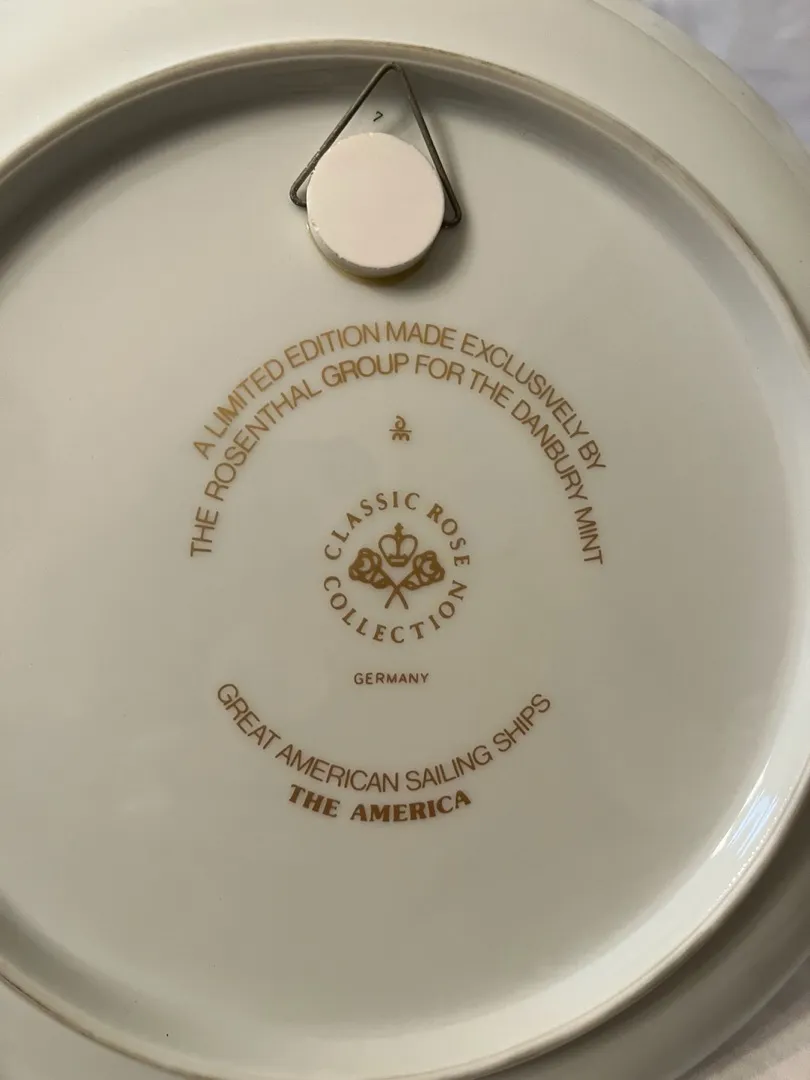 7
A LIMITED EDITION MADE EXCLUSIVELY BY
THE ROSENTHAL GROUP FOR THE DANBURY MINT
CLASSIC ROSE
COLLECTION
GERMANY
GREAT AMERICAN SAILING SHIPS
THE AMERICA